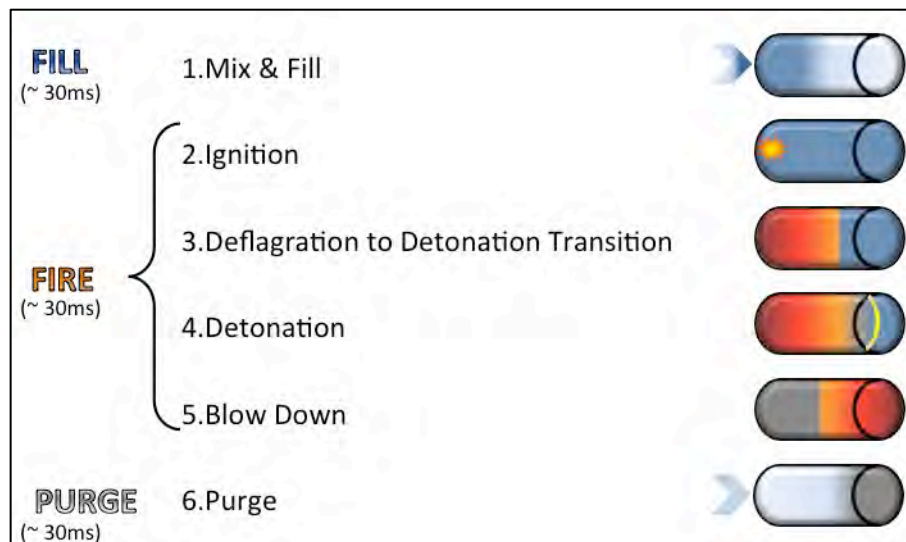 FILL
(~ 30ms)
1.Mix & Fill
2.Ignition
3.Deflagration to Detonation Transition
FIRE
(~ 30ms)
4.Detonation
5.Blow Down
PURGE
(~ 30ms)
6.Purge